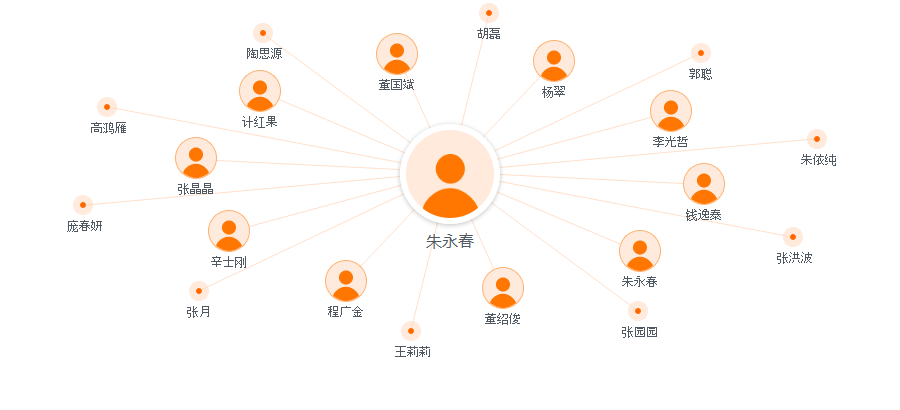 胡磊
陶思源
郭聪
董国斌
杨翠
计红果
高鸿雁
李光哲
朱依纯
张晶晶
钱逸泰
庞春妍
朱永春
张洪波
辛士刚
朱永春
张月
程广金
董绍俊
张园园
王莉莉